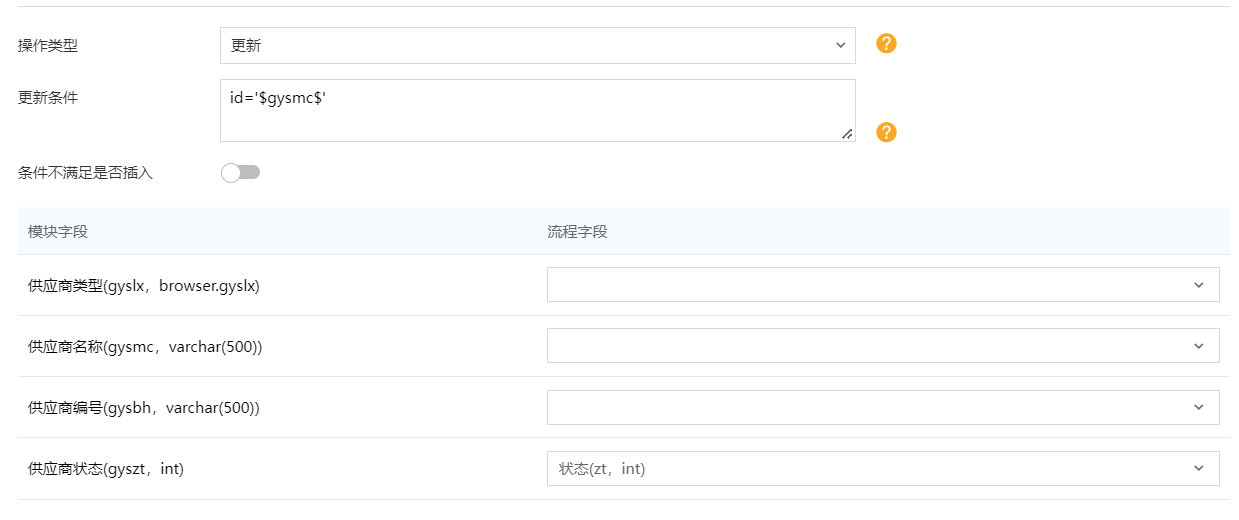 操作类型 更新 ?
更新条件 id='$gysmc$' ?
条件不满足是否插入
模块字段 流程字段
供应商类型(gyslx，browser.gyslx)
供应商名称(gysmc，varchar(500))
供应商编号(gysbh，varchar(500))
供应商状态(gyszt，int) 状态(zt，int)